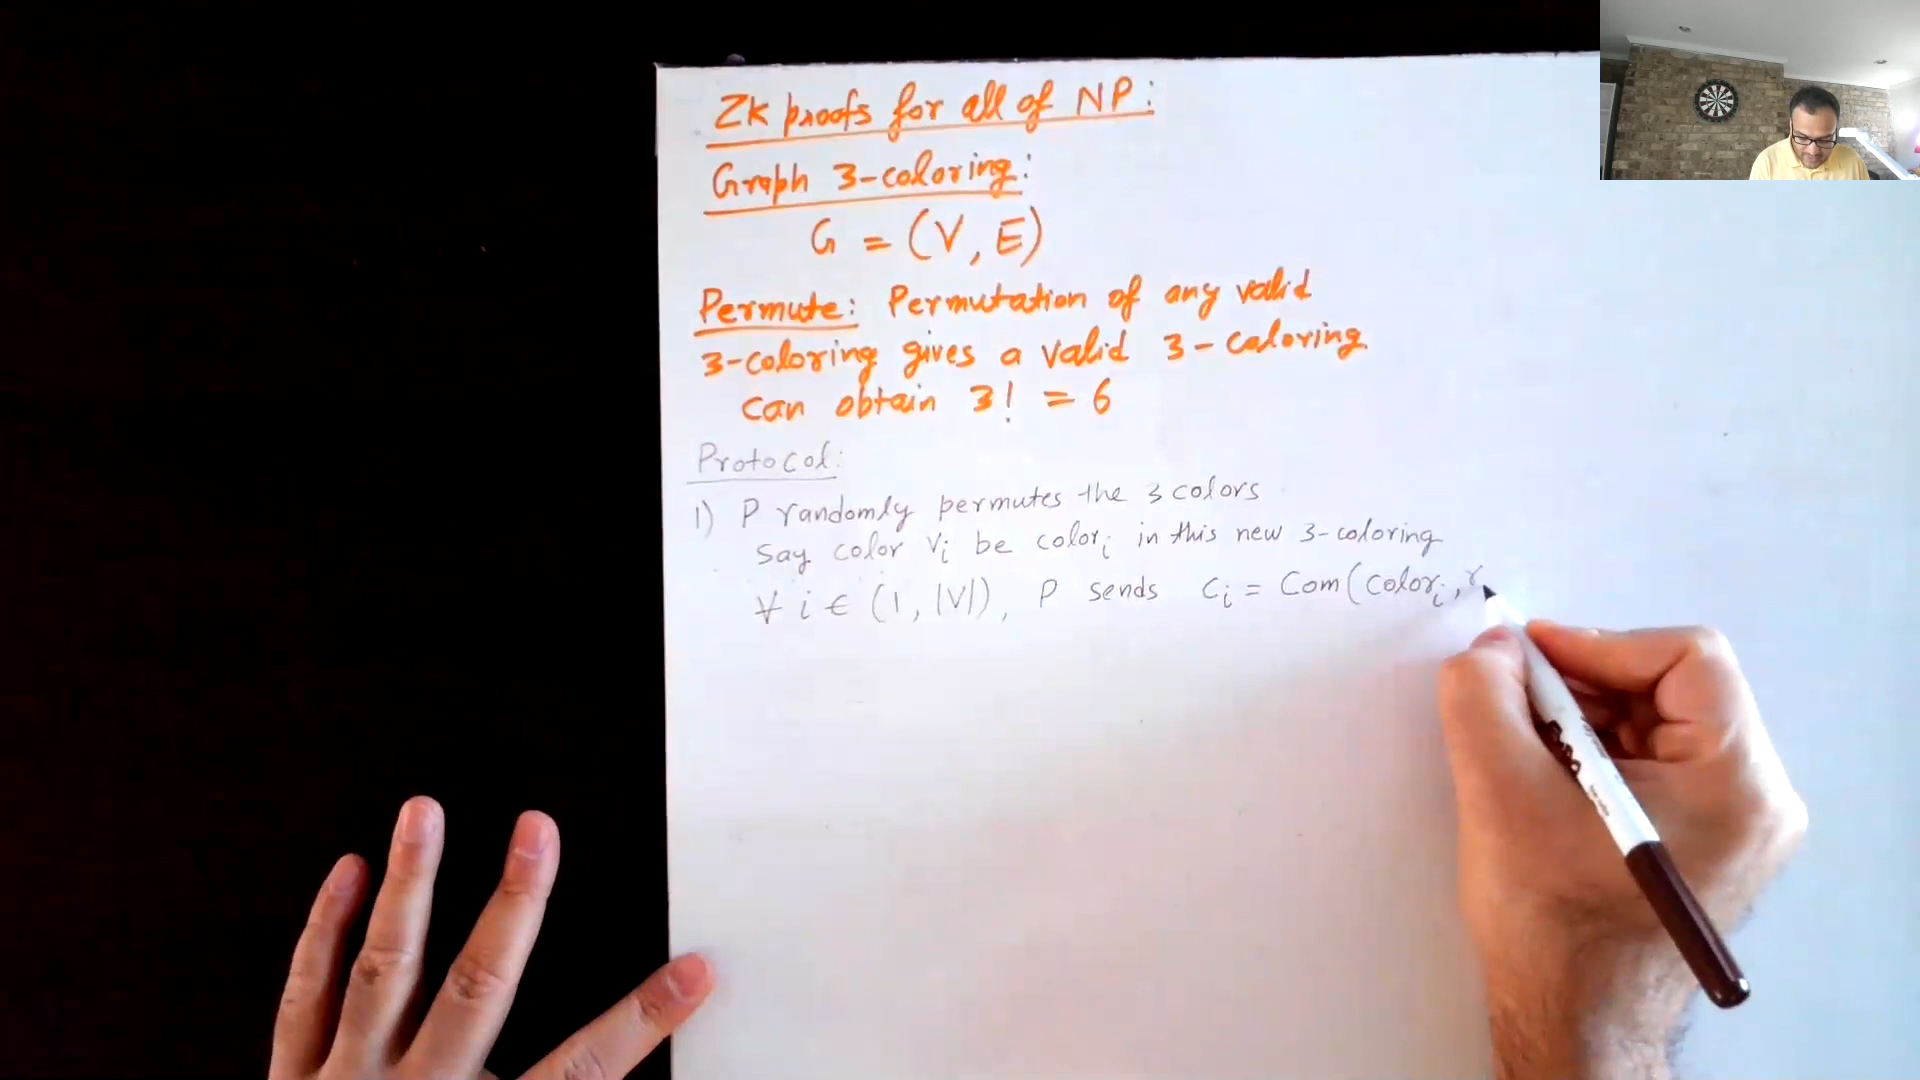 ZK proofs for all of NP:
Graph 3-coloring:
G = (V, E)
Permute: Permutation of any valid
3-coloring gives a valid 3-coloring
can obtain 3! = 6
Protocol:
1) P randomly permutes the 3 colors
Say color vᵢ be colorᵢ in this new 3-coloring
∀ i ∈ (1, |V|), P sends Cᵢ = Com(colorᵢ, r